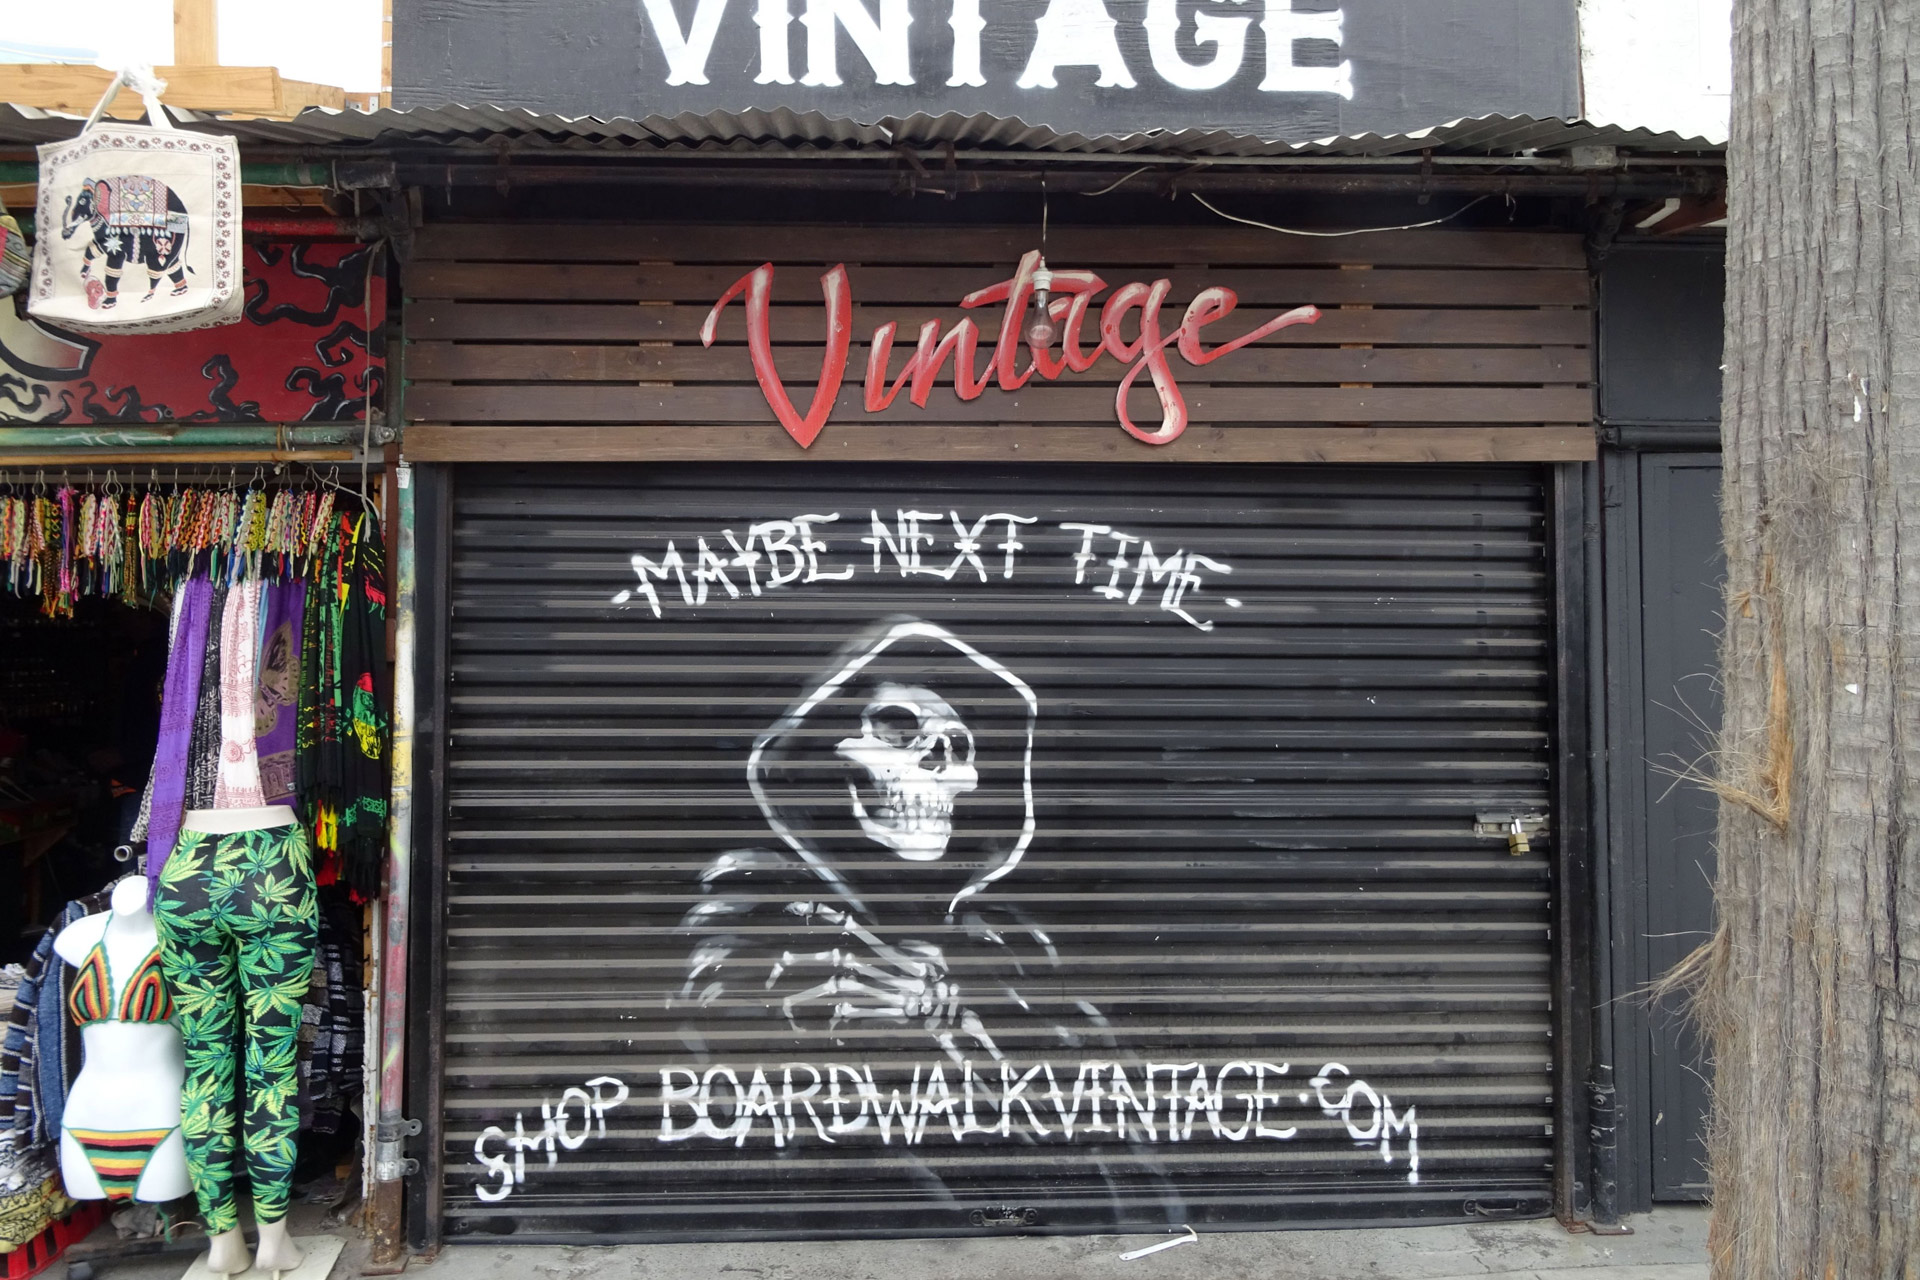 VINTAGE
Vintage
-MAYBE NEXT TIME-
SHOP BOARDWALKVINTAGE.COM